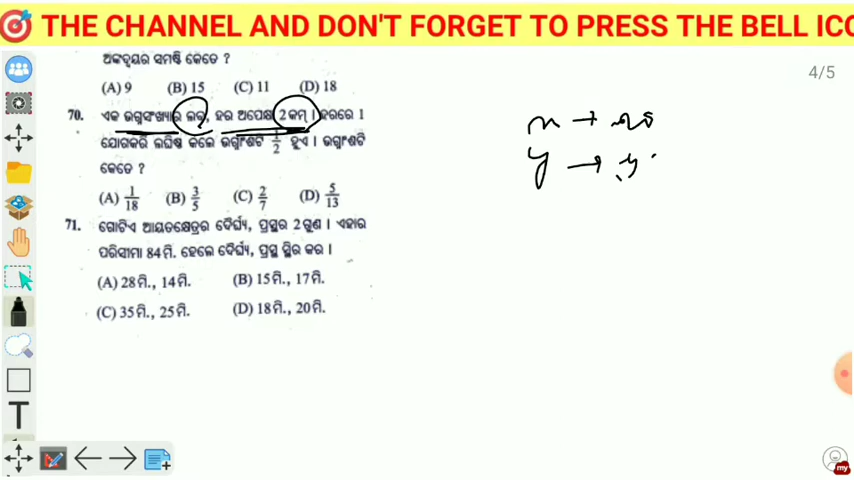 THE CHANNEL AND DON'T FORGET TO PRESS THE BELL ICO
4/5
ଅଙ୍କଦ୍ୱୟର ସମଷ୍ଟି କେତେ ?
(A) 9 (B) 15 (C) 11 (D) 18
70. ଏକ ଭଗ୍ନସଂଖ୍ୟାର ଲବ, ହର ଅପେକ୍ଷା 2 କମ୍ । ହରରେ 1
ଯୋଗକରି ଲଘିଷ୍ଠ କଲେ ଭଗ୍ନାଂଶଟି 1/2 ହୁଏ । ଭଗ୍ନାଂଶଟି
କେତେ ?
(A) 1/18 (B) 3/5 (C) 2/7 (D) 5/13
71. ଗୋଟିଏ ଆୟତକ୍ଷେତ୍ରର ଦୈର୍ଘ୍ୟ, ପ୍ରସ୍ଥର 2 ଗୁଣ । ଏହାର
ପରିସୀମା 84 ମି. ହେଲେ ଦୈର୍ଘ୍ୟ, ପ୍ରସ୍ଥ ସ୍ଥିର କର ।
(A) 28 ମି., 14 ମି. (B) 15 ମି., 17 ମି.
(C) 35 ମି., 25 ମି. (D) 18 ମି., 20 ମି.
y → y
T
my